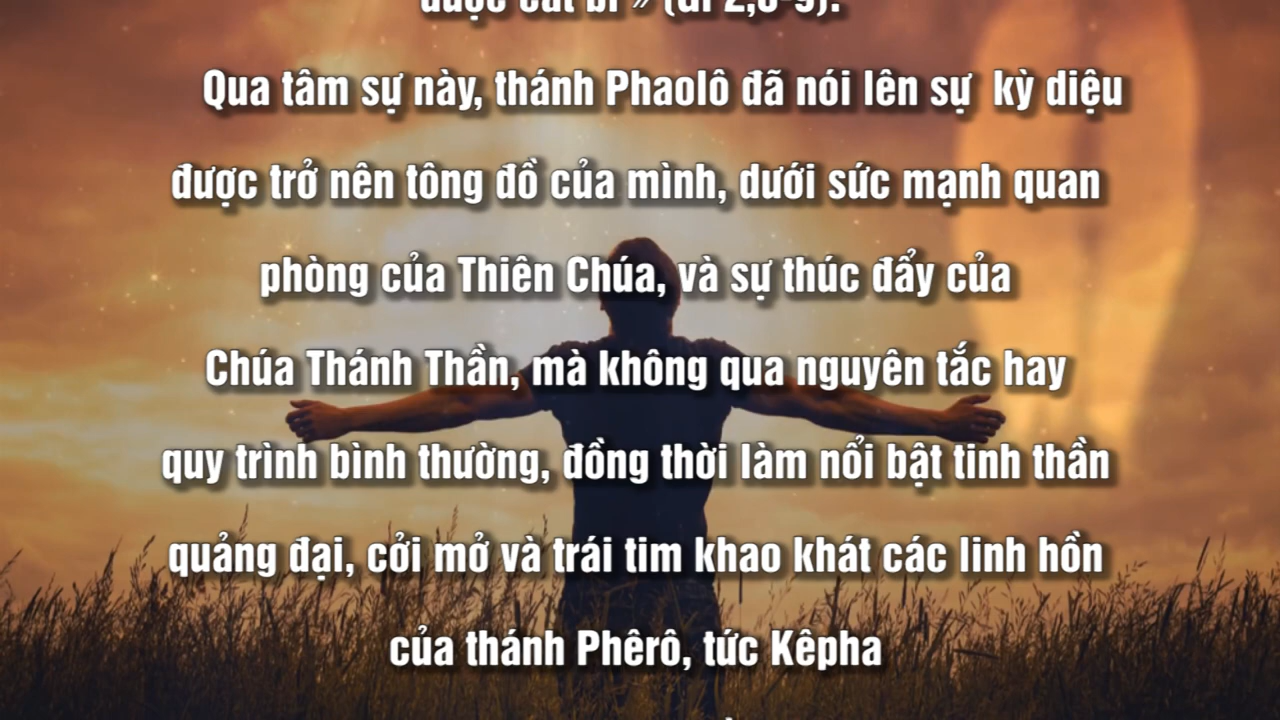 Qua tâm sự này, thánh Phaolô đã nói lên sự kỳ diệu
được trở nên tông đồ của mình, dưới sức mạnh quan
phòng của Thiên Chúa, và sự thúc đẩy của
Chúa Thánh Thần, mà không qua nguyên tắc hay
quy trình bình thường, đồng thời làm nổi bật tinh thần
quảng đại, cởi mở và trái tim khao khát các linh hồn
của thánh Phêrô, tức Kêpha